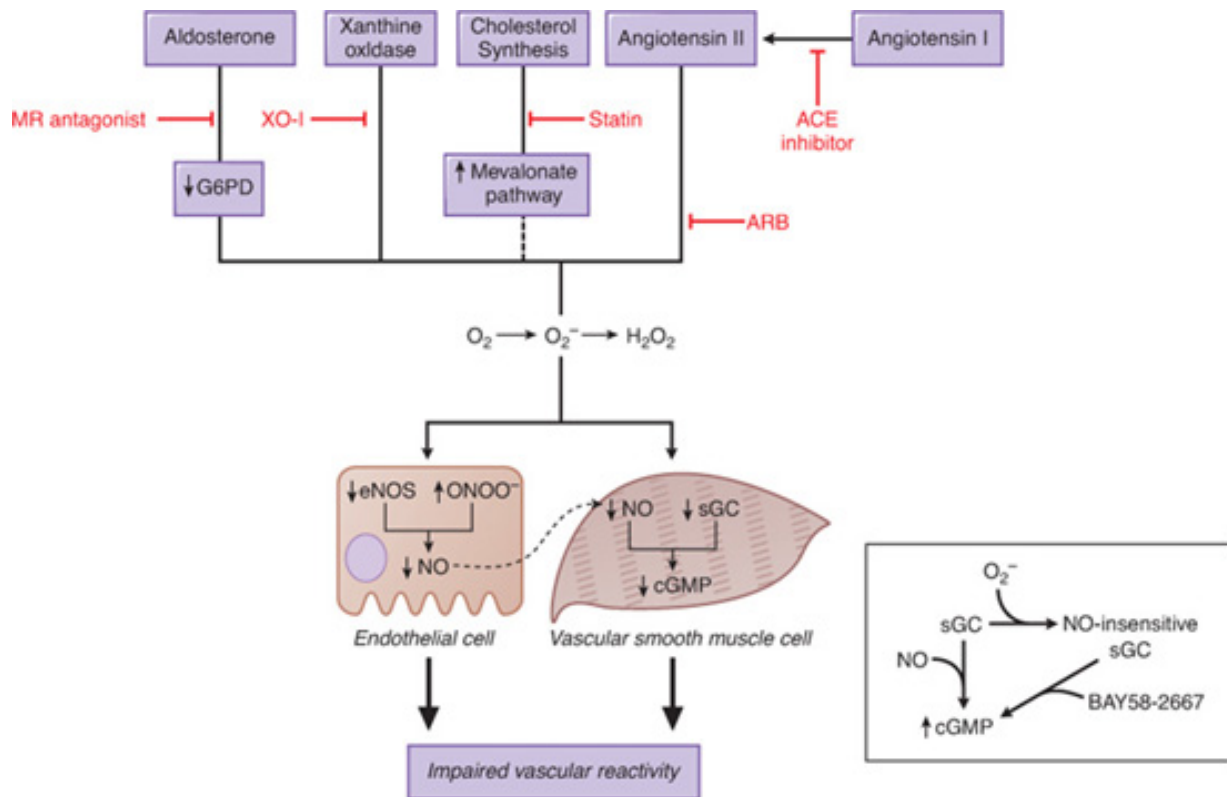 Aldosterone
Xanthine
oxldase
Cholesterol
Synthesis
Angiotensin II
Angiotensin I
MR antagonist
XO-I
Statin
ACE
inhibitor
↓G6PD
↑ Mevalonate
pathway
ARB
O₂ → O₂⁻ → H₂O₂
↓eNOS ↑ONOO⁻
↓NO
↓NO ↓sGC
↓cGMP
Endothelial cell
Vascular smooth muscle cell
Impaired vascular reactivity
O₂⁻
sGC → NO-insensitive
sGC
NO
BAY58-2667
↑cGMP